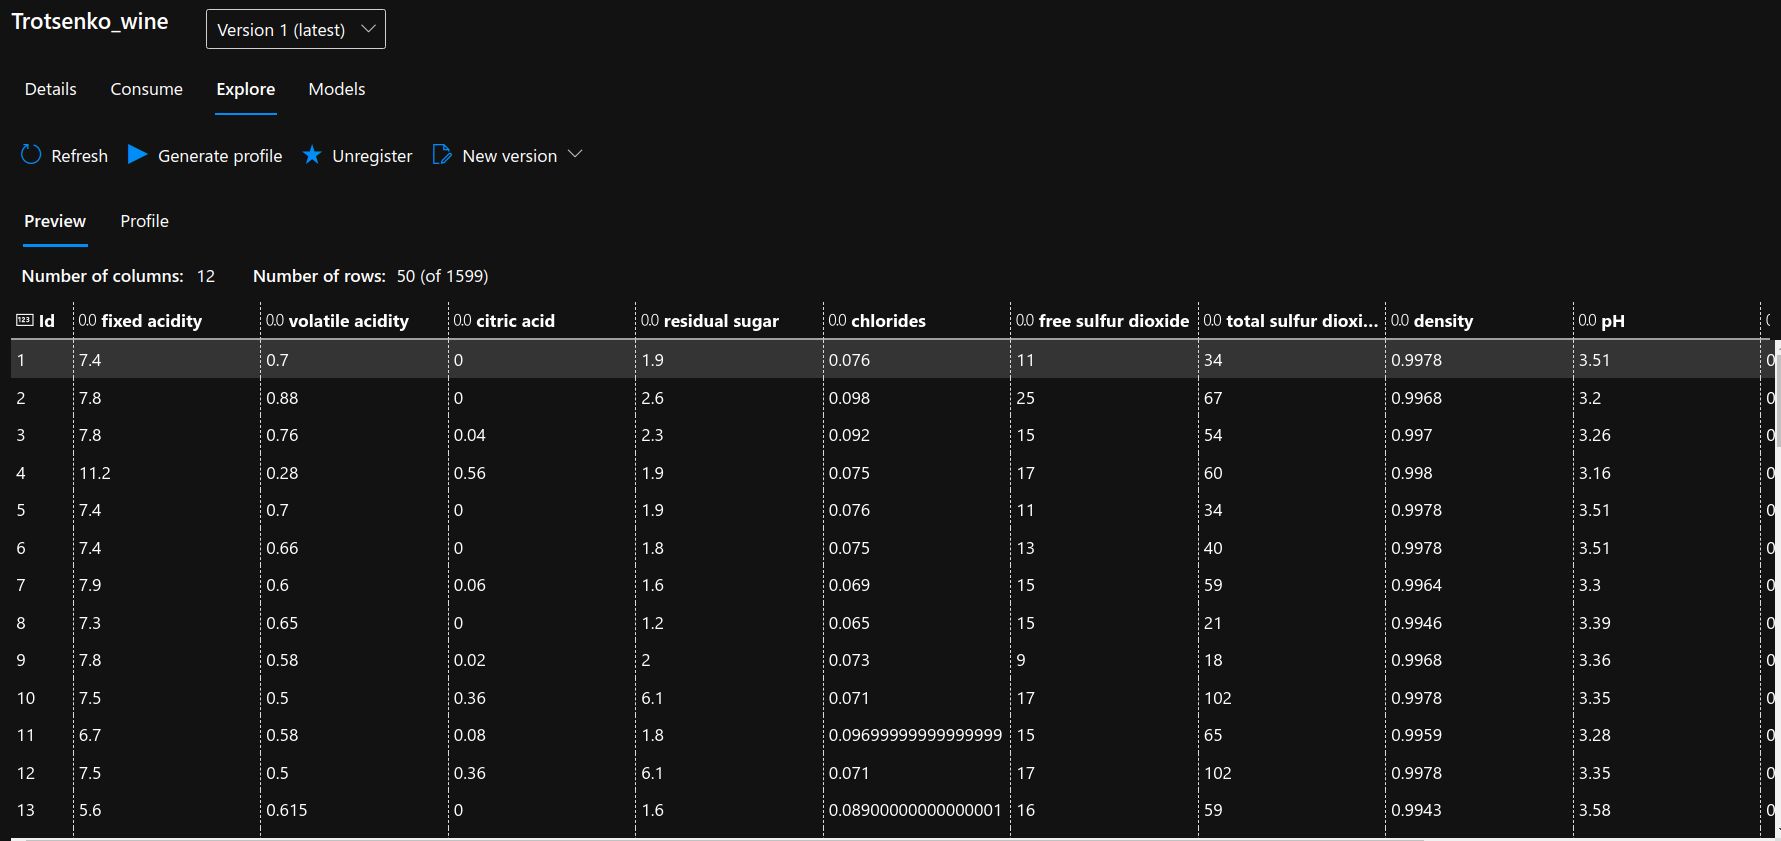 Trotsenko_wine Version 1 (latest)
Details Consume Explore Models
Refresh Generate profile Unregister New version
Preview Profile
Number of columns: 12 Number of rows: 50 (of 1599)
123 Id 0.0 fixed acidity 0.0 volatile acidity 0.0 citric acid 0.0 residual sugar 0.0 chlorides 0.0 free sulfur dioxide 0.0 total sulfur dioxi... 0.0 density 0.0 pH
1 7.4 0.7 0 1.9 0.076 11 34 0.9978 3.51 0
2 7.8 0.88 0 2.6 0.098 25 67 0.9968 3.2 0
3 7.8 0.76 0.04 2.3 0.092 15 54 0.997 3.26 0
4 11.2 0.28 0.56 1.9 0.075 17 60 0.998 3.16 0
5 7.4 0.7 0 1.9 0.076 11 34 0.9978 3.51 0
6 7.4 0.66 0 1.8 0.075 13 40 0.9978 3.51 0
7 7.9 0.6 0.06 1.6 0.069 15 59 0.9964 3.3 0
8 7.3 0.65 0 1.2 0.065 15 21 0.9946 3.39 0
9 7.8 0.58 0.02 2 0.073 9 18 0.9968 3.36 0
10 7.5 0.5 0.36 6.1 0.071 17 102 0.9978 3.35 0
11 6.7 0.58 0.08 1.8 0.09699999999999999 15 65 0.9959 3.28 0
12 7.5 0.5 0.36 6.1 0.071 17 102 0.9978 3.35 0
13 5.6 0.615 0 1.6 0.08900000000000001 16 59 0.9943 3.58 0